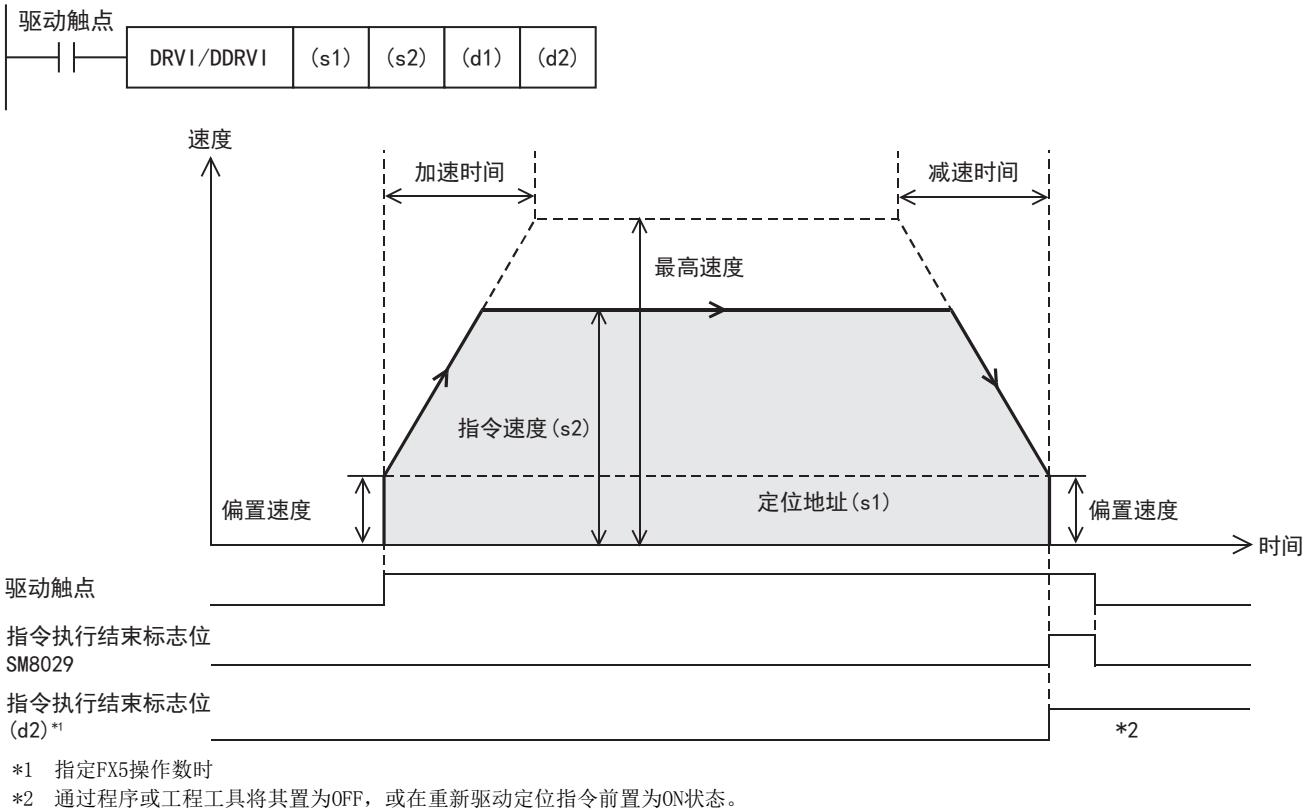 驱动触点
DRVI/DDRVI (s1) (s2) (d1) (d2)
速度
加速时间
减速时间
最高速度
指令速度(s2)
定位地址(s1)
偏置速度
偏置速度
时间
驱动触点
指令执行结束标志位
SM8029
指令执行结束标志位
(d2)*1
*2
*1 指定FX5操作数时
*2 通过程序或工程工具将其置为OFF，或在重新驱动定位指令前置为ON状态。